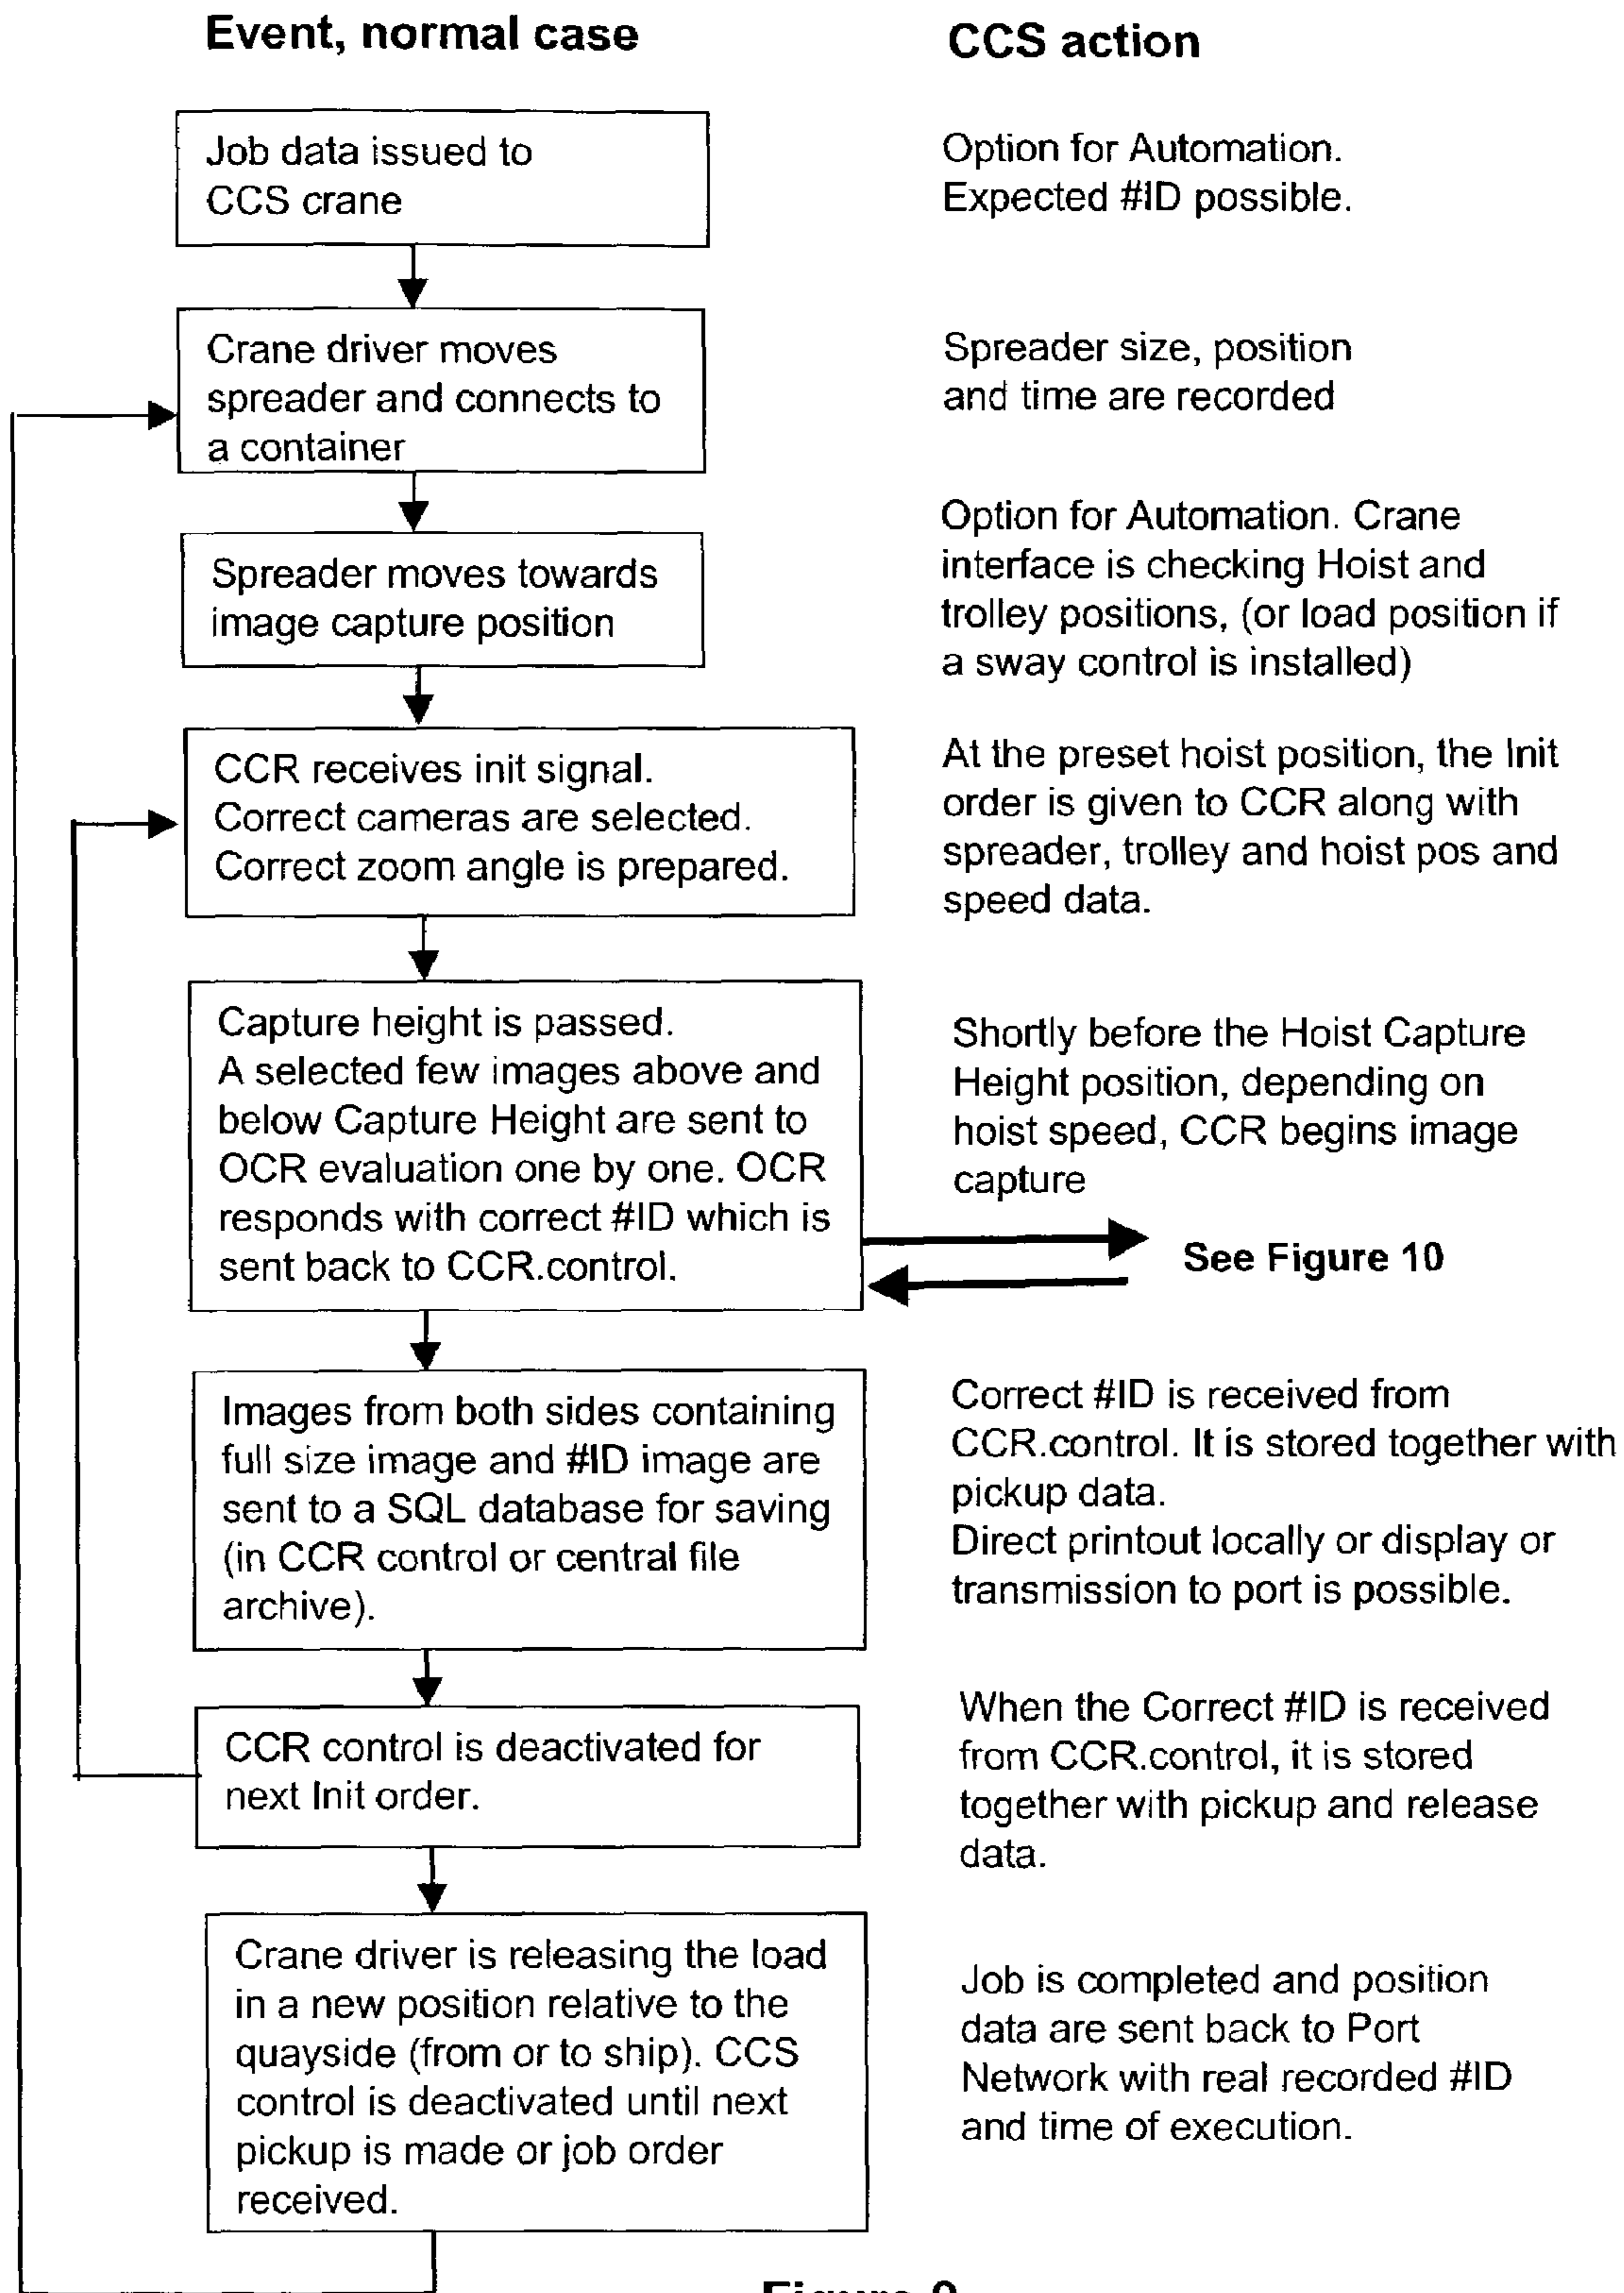 Event, normal case
CCS action
Job data issued to
CCS crane
Option for Automation.
Expected #ID possible.
Crane driver moves
spreader and connects to
a container
Spreader size, position
and time are recorded
Spreader moves towards
image capture position
Option for Automation. Crane
interface is checking Hoist and
trolley positions, (or load position if
a sway control is installed)
CCR receives init signal.
Correct cameras are selected.
Correct zoom angle is prepared.
At the preset hoist position, the Init
order is given to CCR along with
spreader, trolley and hoist pos and
speed data.
Capture height is passed.
A selected few images above and
below Capture Height are sent to
OCR evaluation one by one. OCR
responds with correct #ID which is
sent back to CCR.control.
Shortly before the Hoist Capture
Height position, depending on
hoist speed, CCR begins image
capture
See Figure 10
Images from both sides containing
full size image and #ID image are
sent to a SQL database for saving
(in CCR control or central file
archive).
Correct #ID is received from
CCR.control. It is stored together with
pickup data.
Direct printout locally or display or
transmission to port is possible.
CCR control is deactivated for
next Init order.
When the Correct #ID is received
from CCR.control, it is stored
together with pickup and release
data.
Crane driver is releasing the load
in a new position relative to the
quayside (from or to ship). CCS
control is deactivated until next
pickup is made or job order
received.
Job is completed and position
data are sent back to Port
Network with real recorded #ID
and time of execution.
Figure